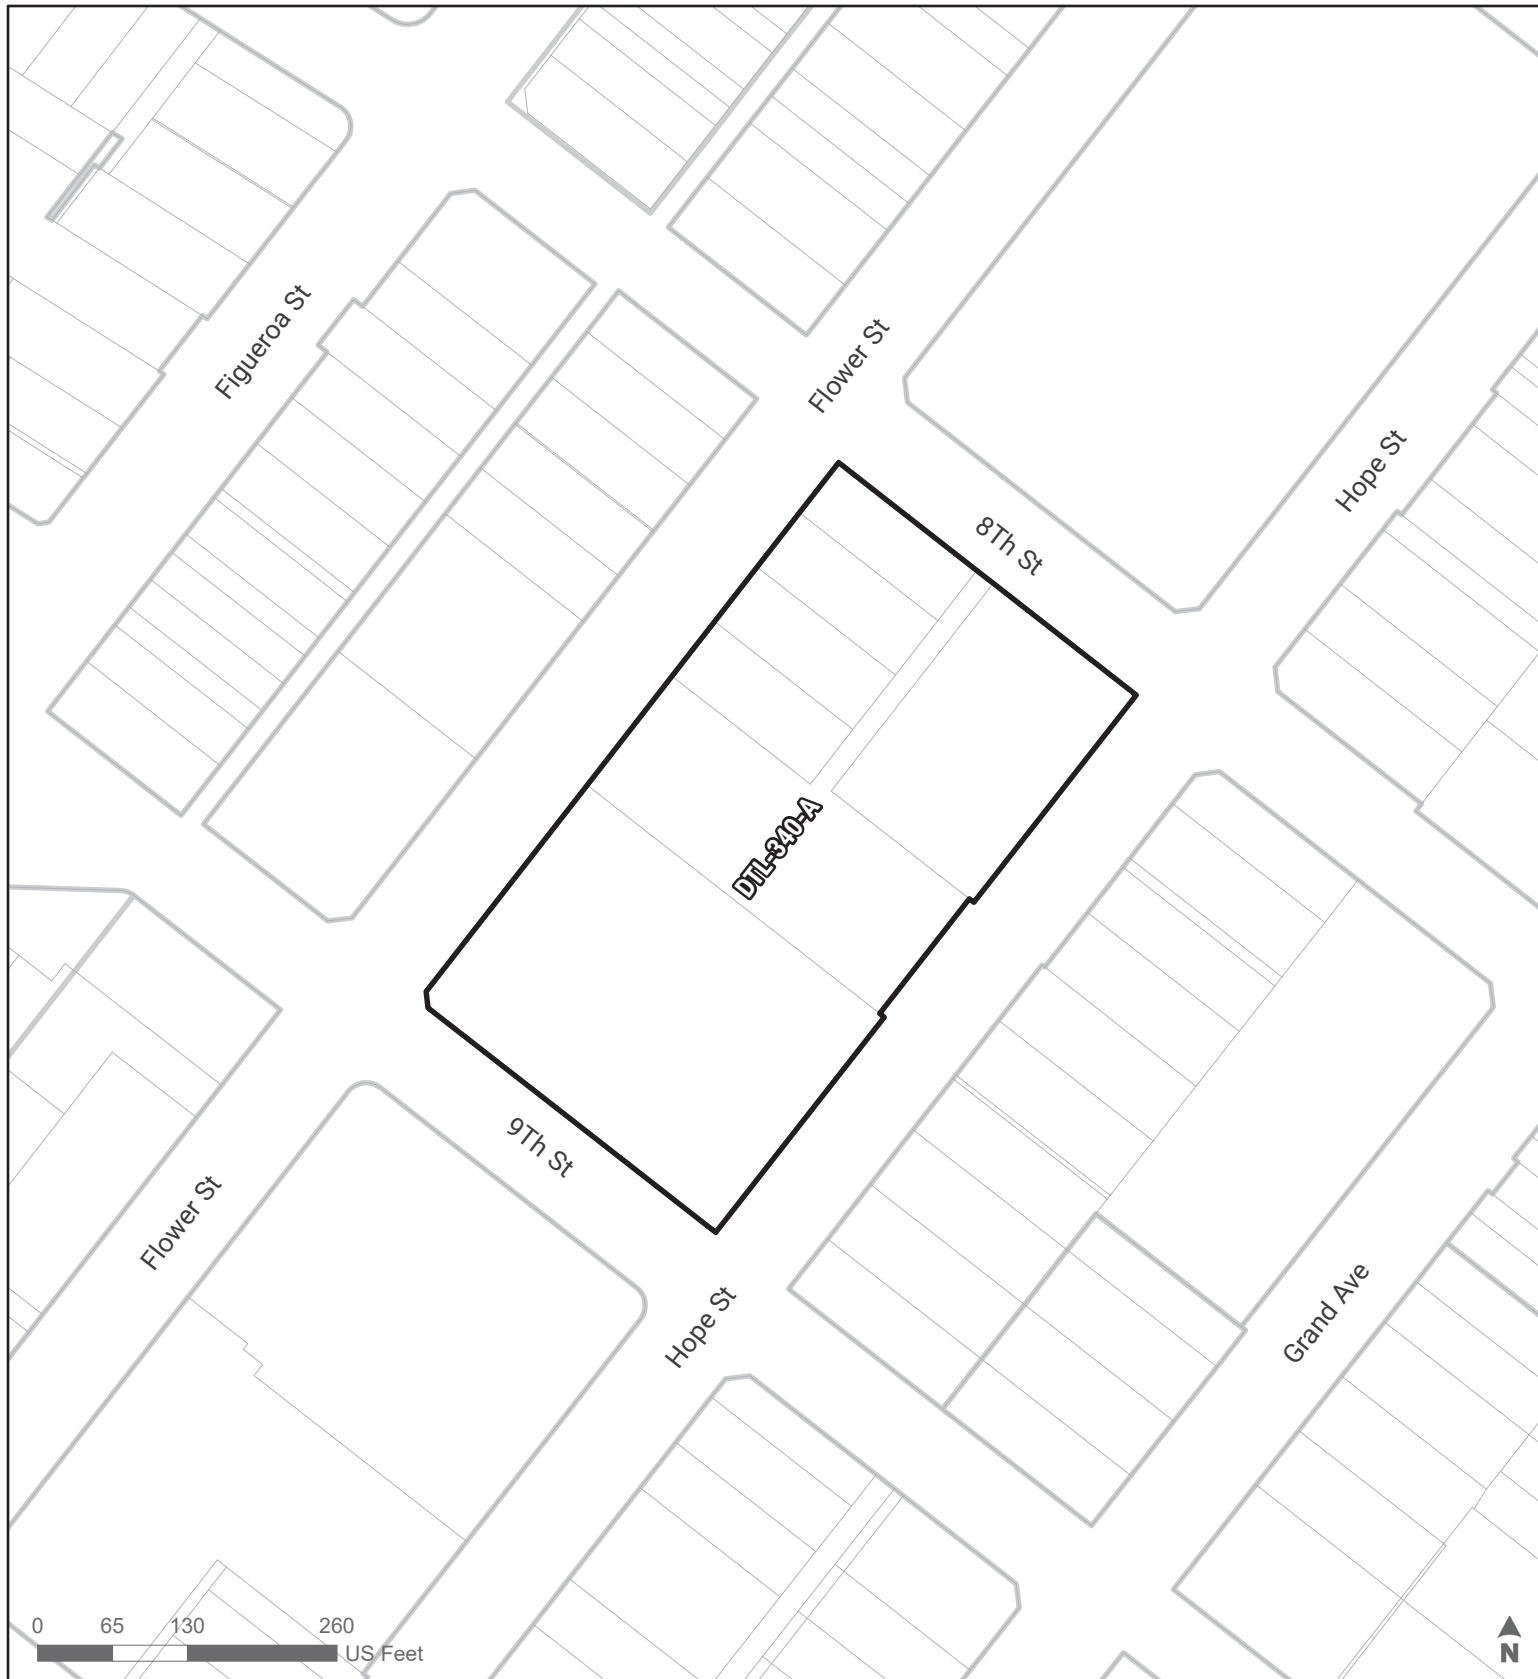 Figueroa St
Flower St
Hope St
8Th St
DTL-340-A
9Th St
Flower St
Hope St
Grand Ave
0 65 130 260
US Feet
N